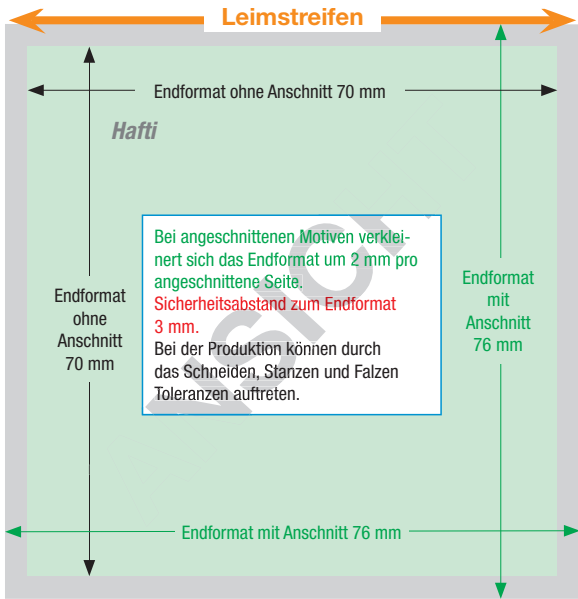 Leimstreifen
Endformat ohne Anschnitt 70 mm
Hafti
Bei angeschnittenen Motiven verklei-
nert sich das Endformat um 2 mm pro
angeschnittene Seite.
Sicherheitsabstand zum Endformat
3 mm.
Bei der Produktion können durch
das Schneiden, Stanzen und Falzen
Toleranzen auftreten.
Endformat
ohne
Anschnitt
70 mm
Endformat
mit
Anschnitt
76 mm
Endformat mit Anschnitt 76 mm